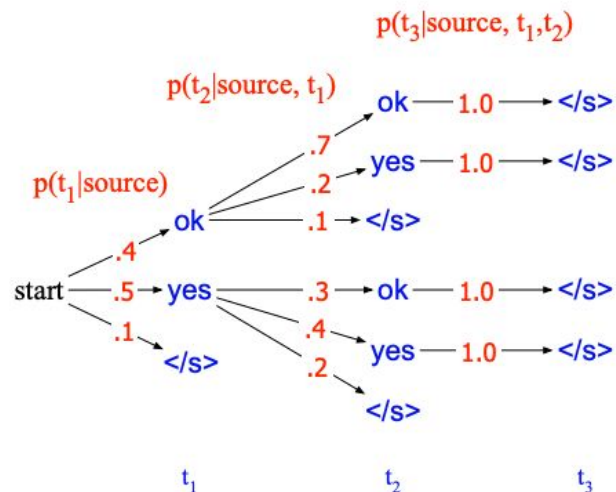 p(t₃|source, t₁,t₂)
p(t₂|source, t₁)
p(t₁|source)
ok 1.0 </s>
.7
yes 1.0 </s>
.2
ok .1 </s>
.4
start .5 yes .3 ok 1.0 </s>
.1 .4
</s> yes 1.0 </s>
.2
</s>
t₁ t₂ t₃